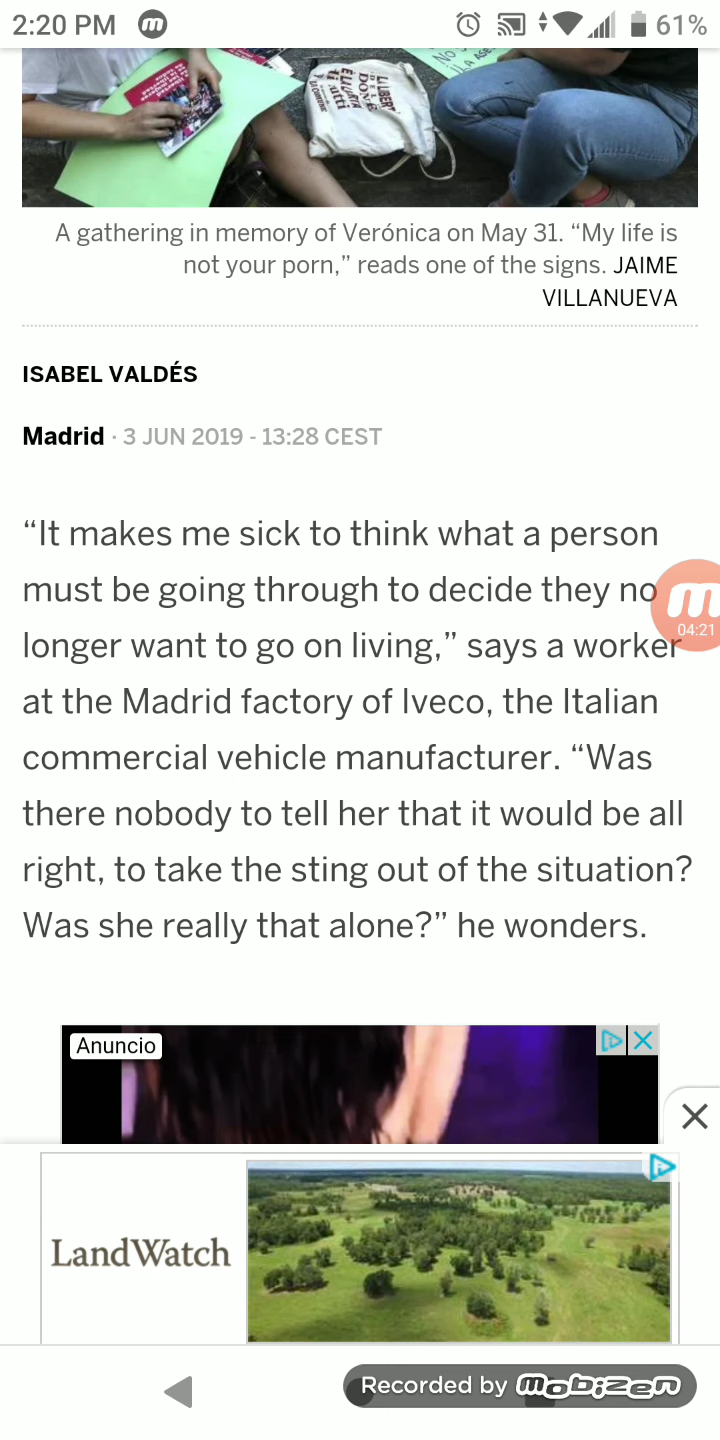 2:20 PM
61%
LIBERT
DEL
DON
A gathering in memory of Verónica on May 31. “My life is
not your porn,” reads one of the signs. JAIME
VILLANUEVA
ISABEL VALDÉS
Madrid · 3 JUN 2019 - 13:28 CEST
“It makes me sick to think what a person
must be going through to decide they no
longer want to go on living,” says a worker
04:21
at the Madrid factory of Iveco, the Italian
commercial vehicle manufacturer. “Was
there nobody to tell her that it would be all
right, to take the sting out of the situation?
Was she really that alone?” he wonders.
Anuncio
LandWatch
Recorded by mobizen